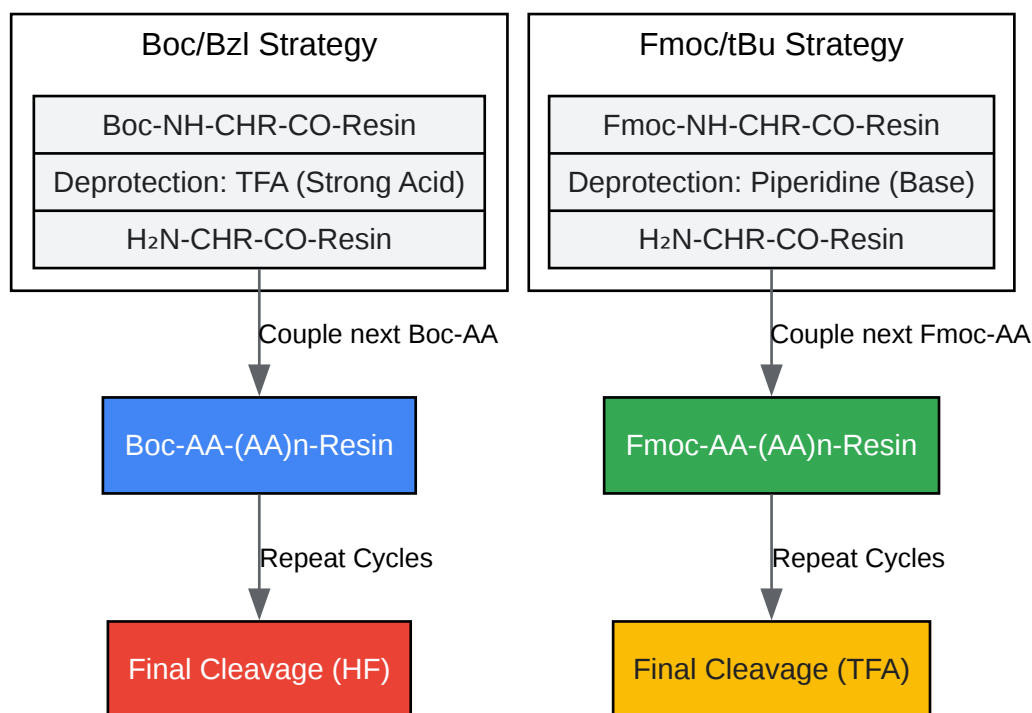 Boc/Bzl Strategy
Boc-NH-CHR-CO-Resin
Deprotection: TFA (Strong Acid)
H₂N-CHR-CO-Resin
Couple next Boc-AA
Boc-AA-(AA)n-Resin
Repeat Cycles
Final Cleavage (HF)
Fmoc/tBu Strategy
Fmoc-NH-CHR-CO-Resin
Deprotection: Piperidine (Base)
H₂N-CHR-CO-Resin
Couple next Fmoc-AA
Fmoc-AA-(AA)n-Resin
Repeat Cycles
Final Cleavage (TFA)